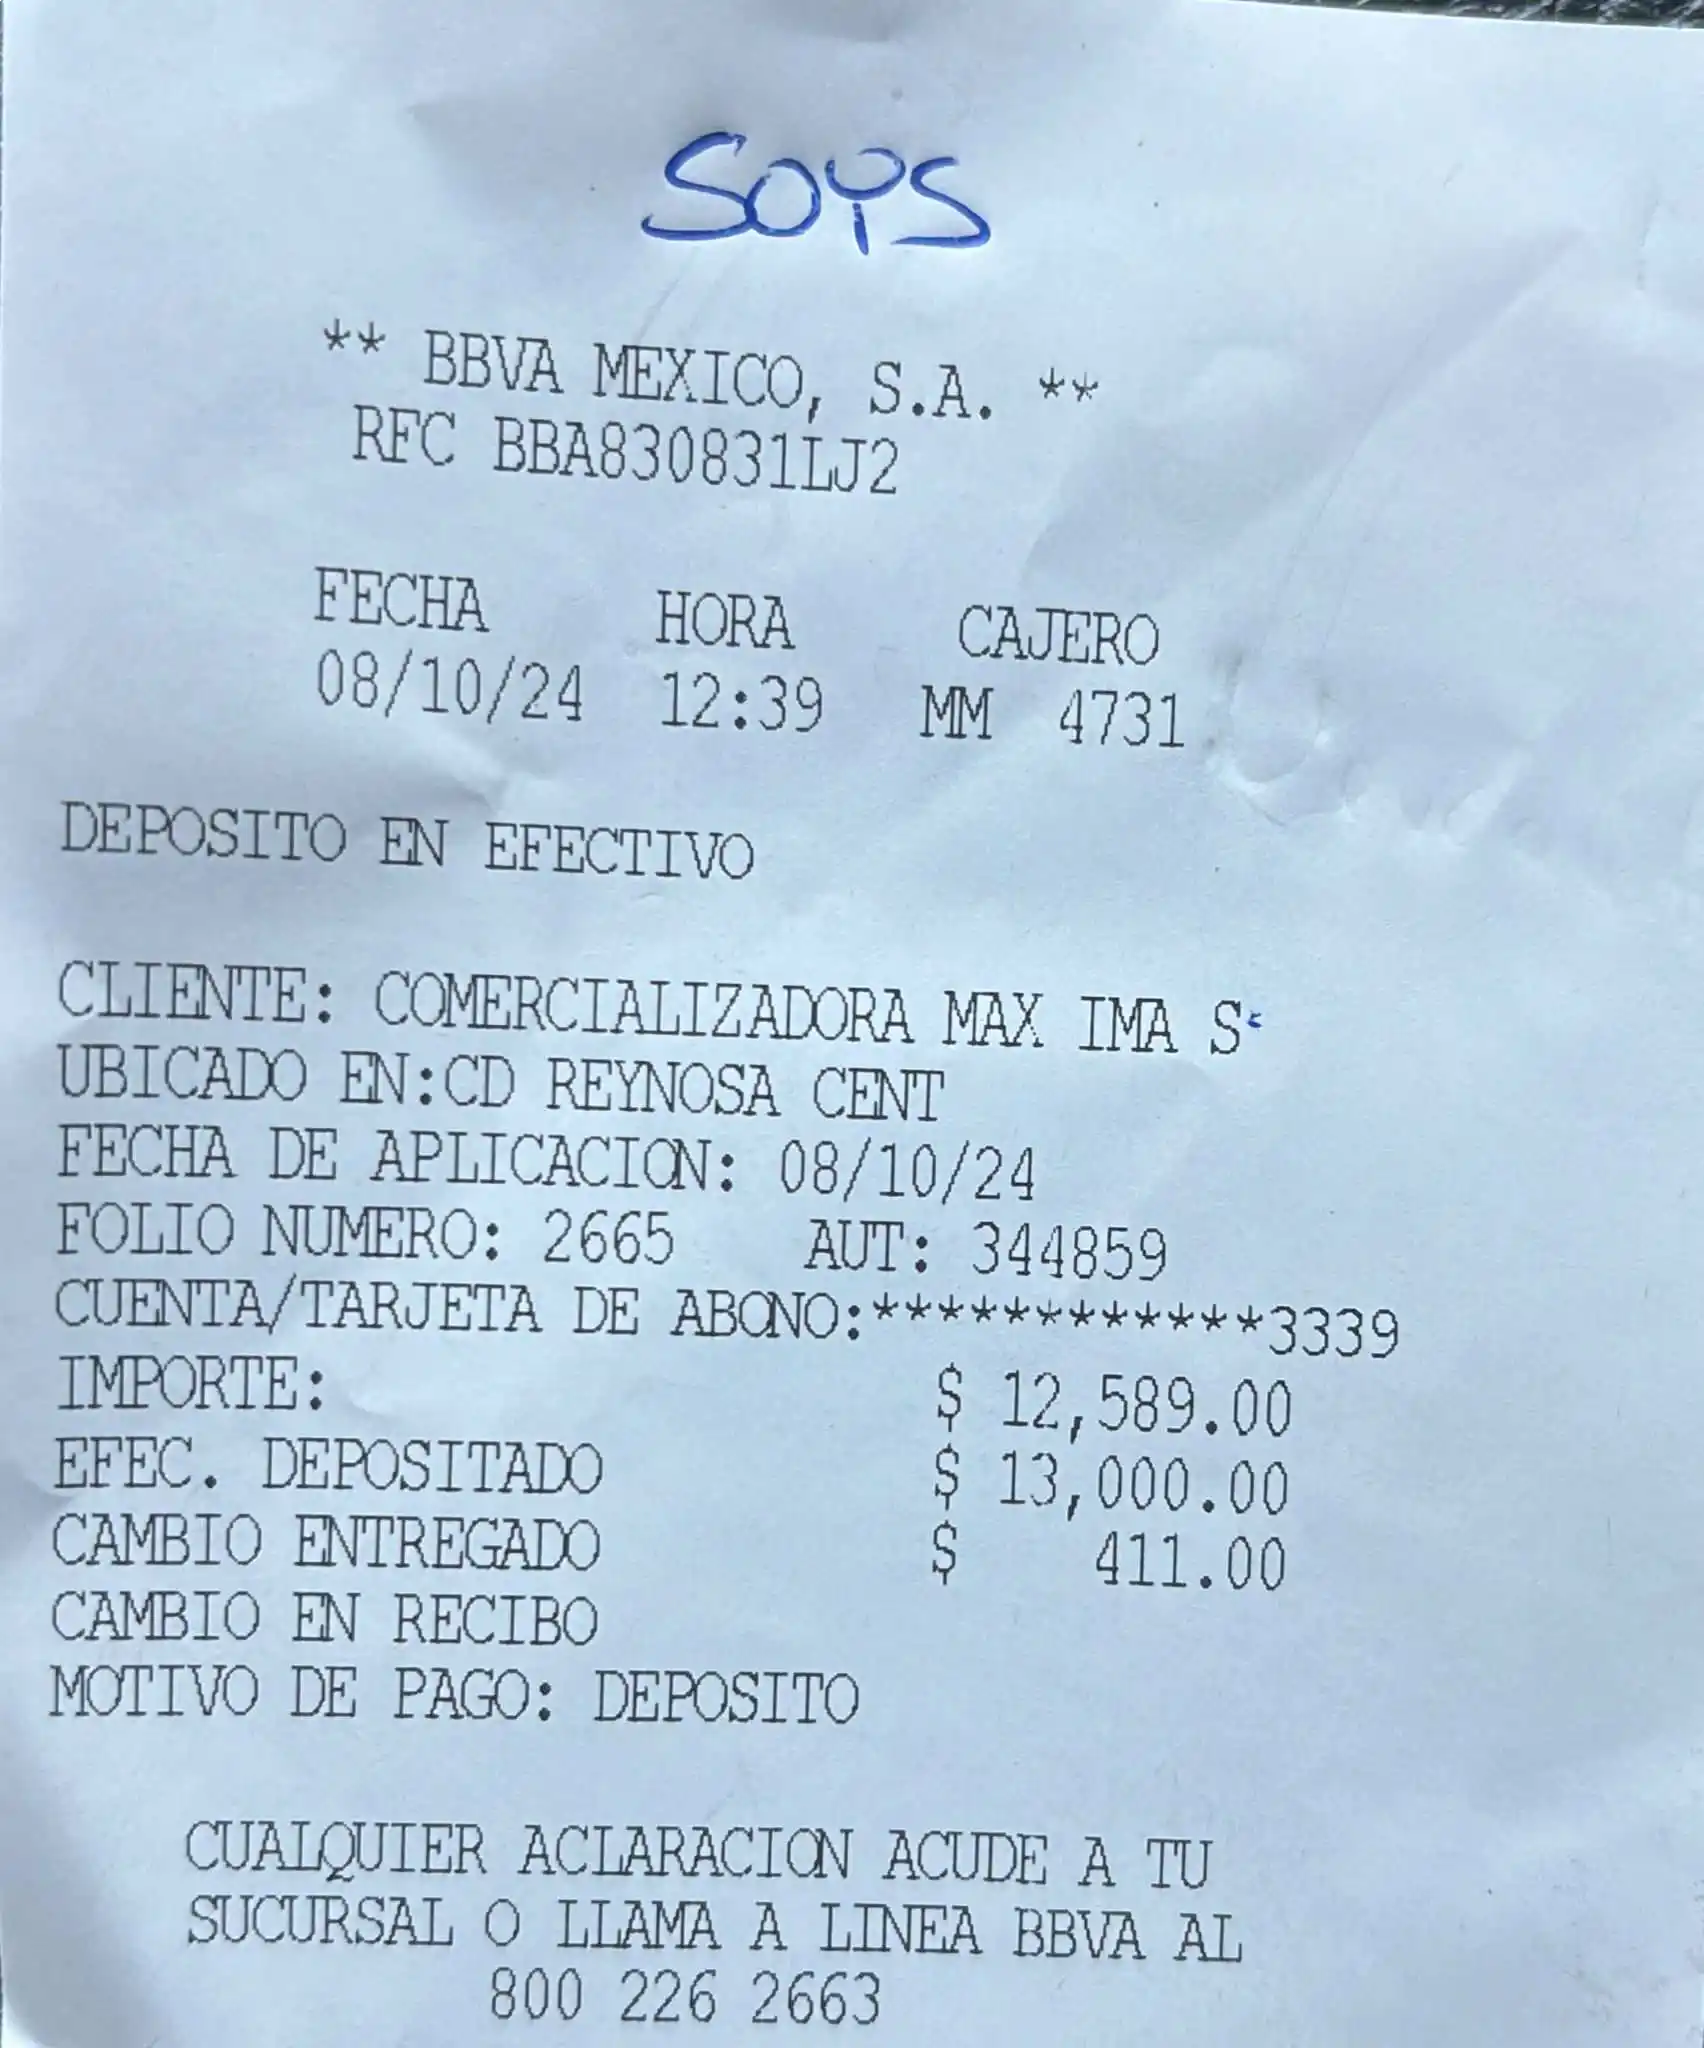 SOYS
** BBVA MEXICO, S.A. **
RFC BBA830831LJ2
FECHA HORA CAJERO
08/10/24 12:39 MM 4731
DEPOSITO EN EFECTIVO
CLIENTE: COMERCIALIZADORA MAX IMA S
UBICADO EN:CD REYNOSA CENT
FECHA DE APLICACION: 08/10/24
FOLIO NUMERO: 2665 AUT: 344859
CUENTA/TARJETA DE ABONO:************3339
IMPORTE: $ 12,589.00
EFEC. DEPOSITADO $ 13,000.00
CAMBIO ENTREGADO $ 411.00
CAMBIO EN RECIBO
MOTIVO DE PAGO: DEPOSITO
CUALQUIER ACLARACION ACUDE A TU
SUCURSAL O LLAMA A LINEA BBVA AL
800 226 2663